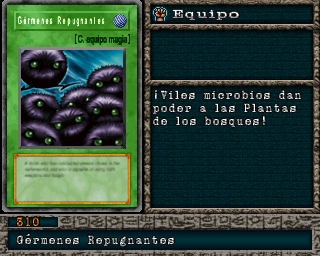 Gérmenes Repugnantes
[C. equipo magia]
Equipo
¡Viles microbios dan
poder a las Plantas
de los bosques!
310
Gérmenes Repugnantes